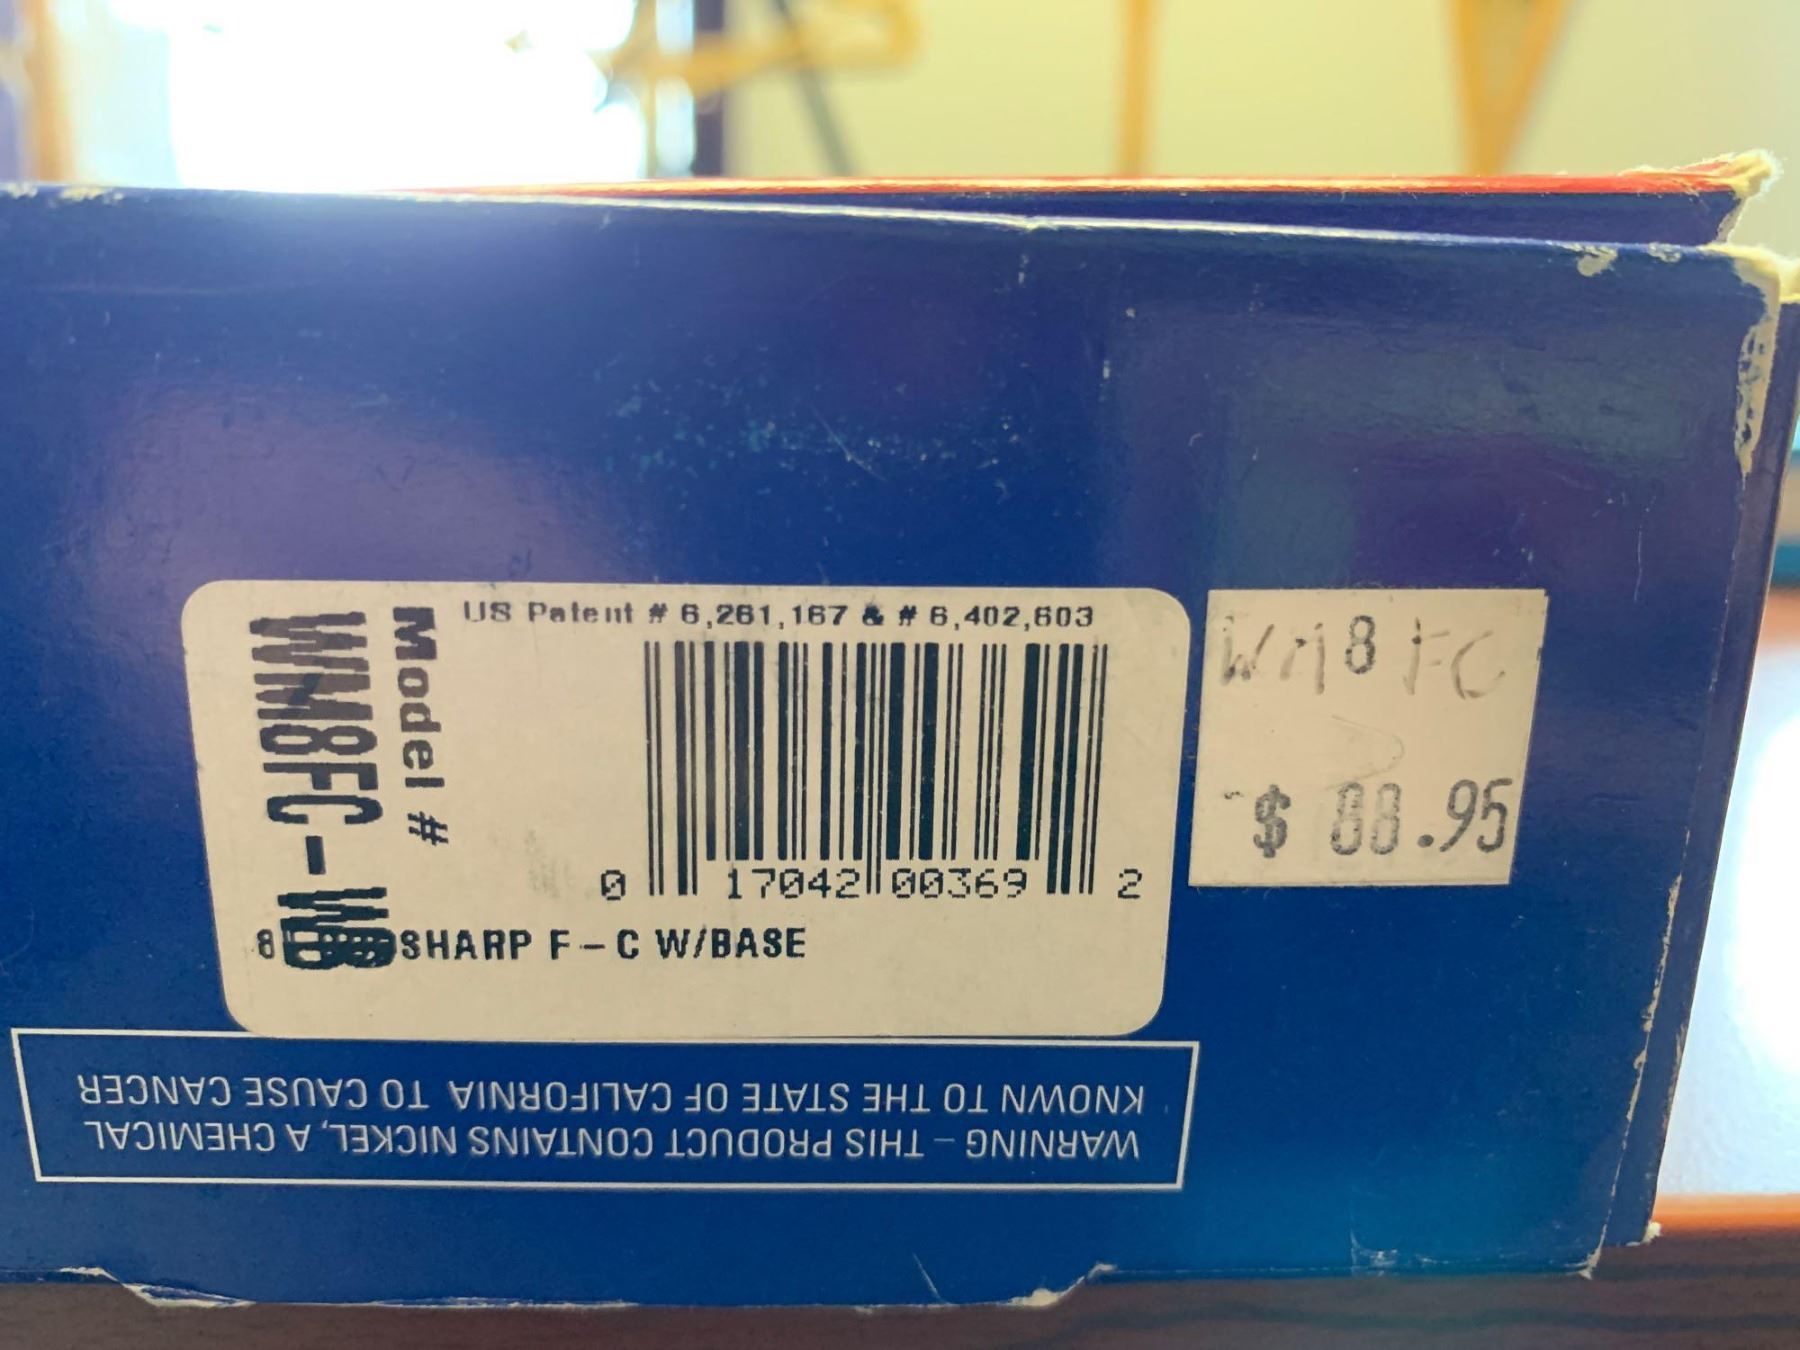 US Patent # 6,261,167 & # 6,402,603
Model #
WM8FC-W
0 17042 00369 2
8 SHARP F-C W/BASE
WM8FC
$ 88.95
WARNING - THIS PRODUCT CONTAINS NICKEL, A CHEMICAL
KNOWN TO THE STATE OF CALIFORNIA TO CAUSE CANCER